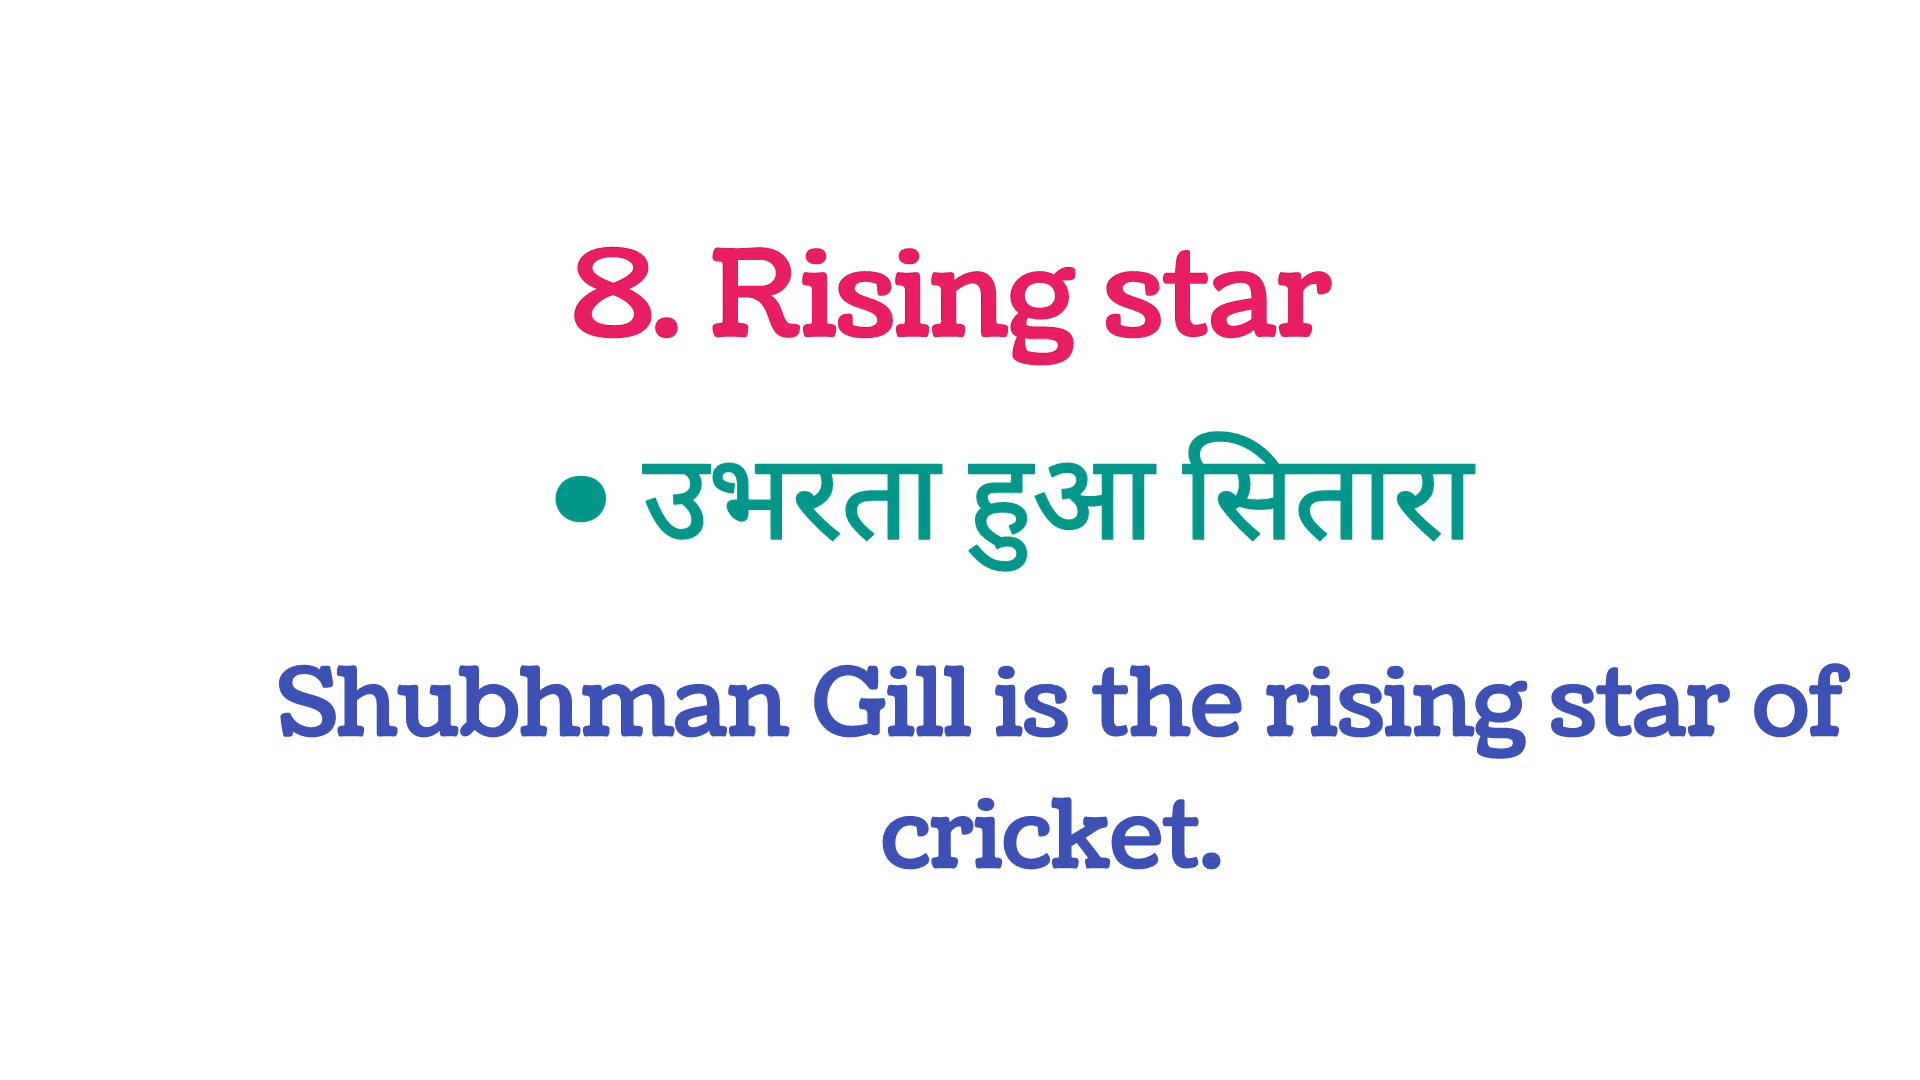 8. Rising star
• उभरता हुआ सितारा
Shubhman Gill is the rising star of
cricket.